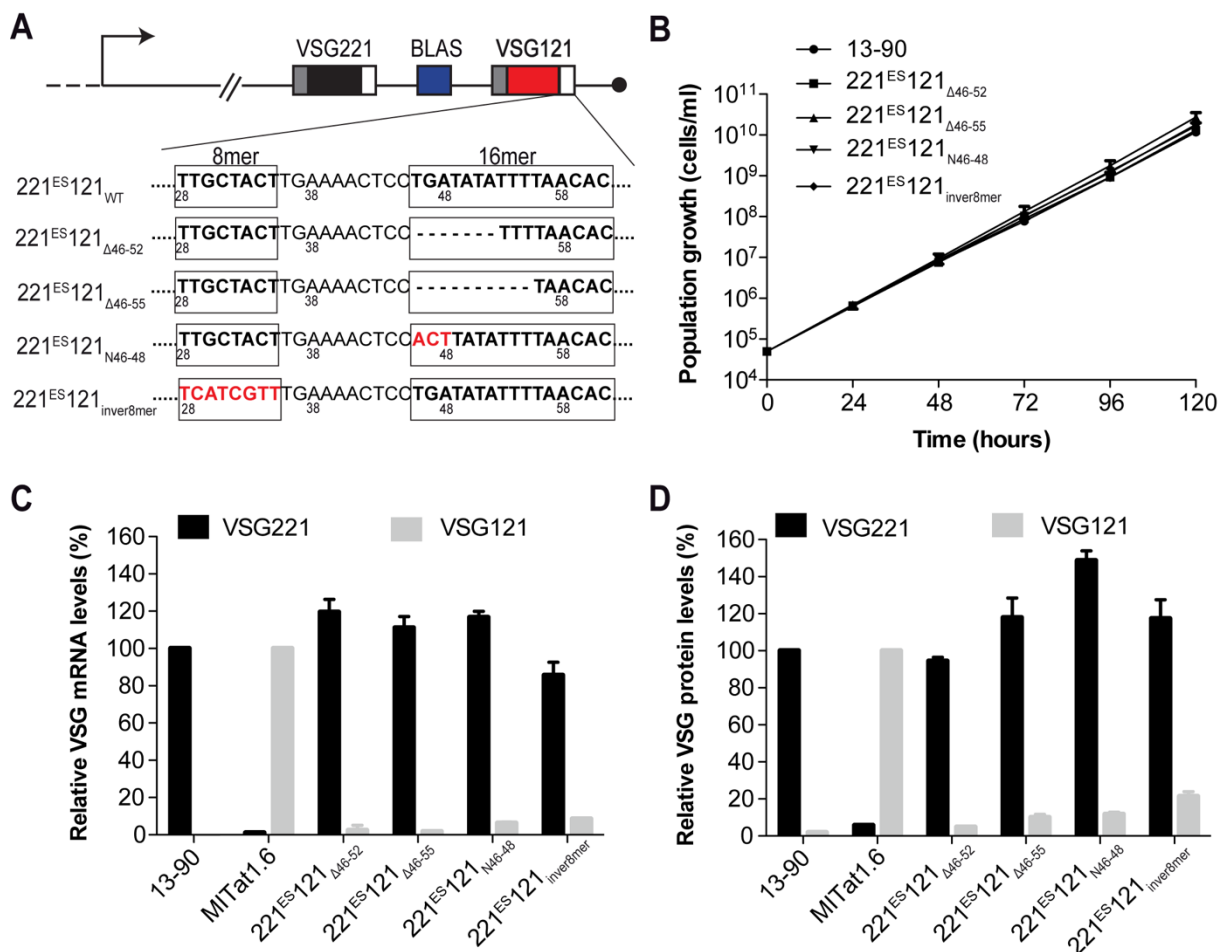 A
VSG221 BLAS VSG121
8mer 16mer
221ES121WT .....TTGCTACTTGAAAACTCCTGATATATTTTAACAC....
28 38 48 58
221ES121Δ46-52 .....TTGCTACTTGAAAACTCC-------TTTTAACAC.....
28 38 58
221ES121Δ46-55 .....TTGCTACTTGAAAACTCC----------TAACAC.....
28 38 58
221ES121N46-48 .....TTGCTACTTGAAAACTCCACTTATATTTTAACAC.....
28 38 48 58
221ES121inver8mer .....TCATCGTTTGAAAACTCCTGATATATTTTAACAC.....
28 38 48 58
B
13-90
221ES121Δ46-52
221ES121Δ46-55
221ES121N46-48
221ES121inver8mer
Population growth (cells/ml)
10^11
10^10
10^9
10^8
10^7
10^6
10^5
10^4
0 24 48 72 96 120
Time (hours)
C
VSG221 VSG121
Relative VSG mRNA levels (%)
160
140
120
100
80
60
40
20
0
13-90
MITat1.6
221ES121Δ46-52
221ES121Δ46-55
221ES121N46-48
221ES121inver8mer
D
VSG221 VSG121
Relative VSG protein levels (%)
160
140
120
100
80
60
40
20
0
13-90
MITat1.6
221ES121Δ46-52
221ES121Δ46-55
221ES121N46-48
221ES121inver8mer